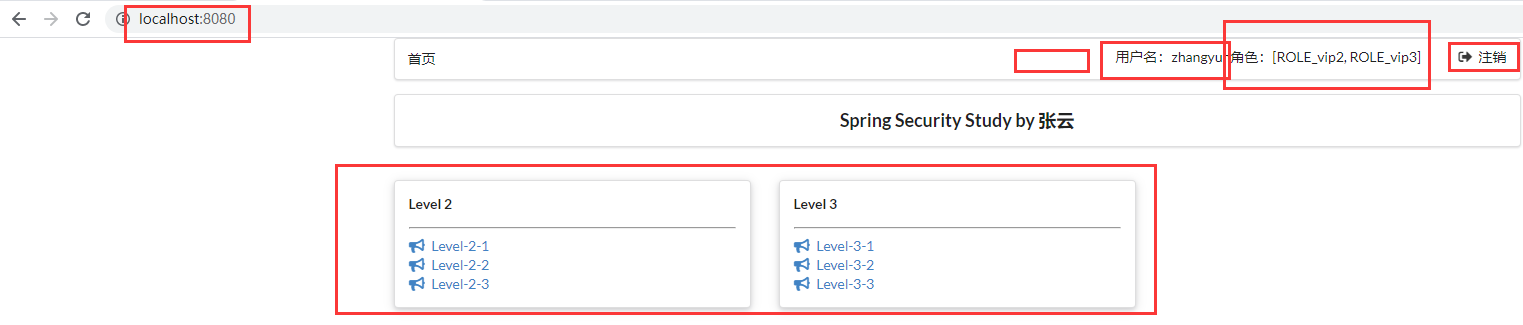 localhost:8080
首页 用户名：zhangyun 角色：[ROLE_vip2, ROLE_vip3] 注销
Spring Security Study by 张云
Level 2 Level 3
Level-2-1 Level-3-1
Level-2-2 Level-3-2
Level-2-3 Level-3-3